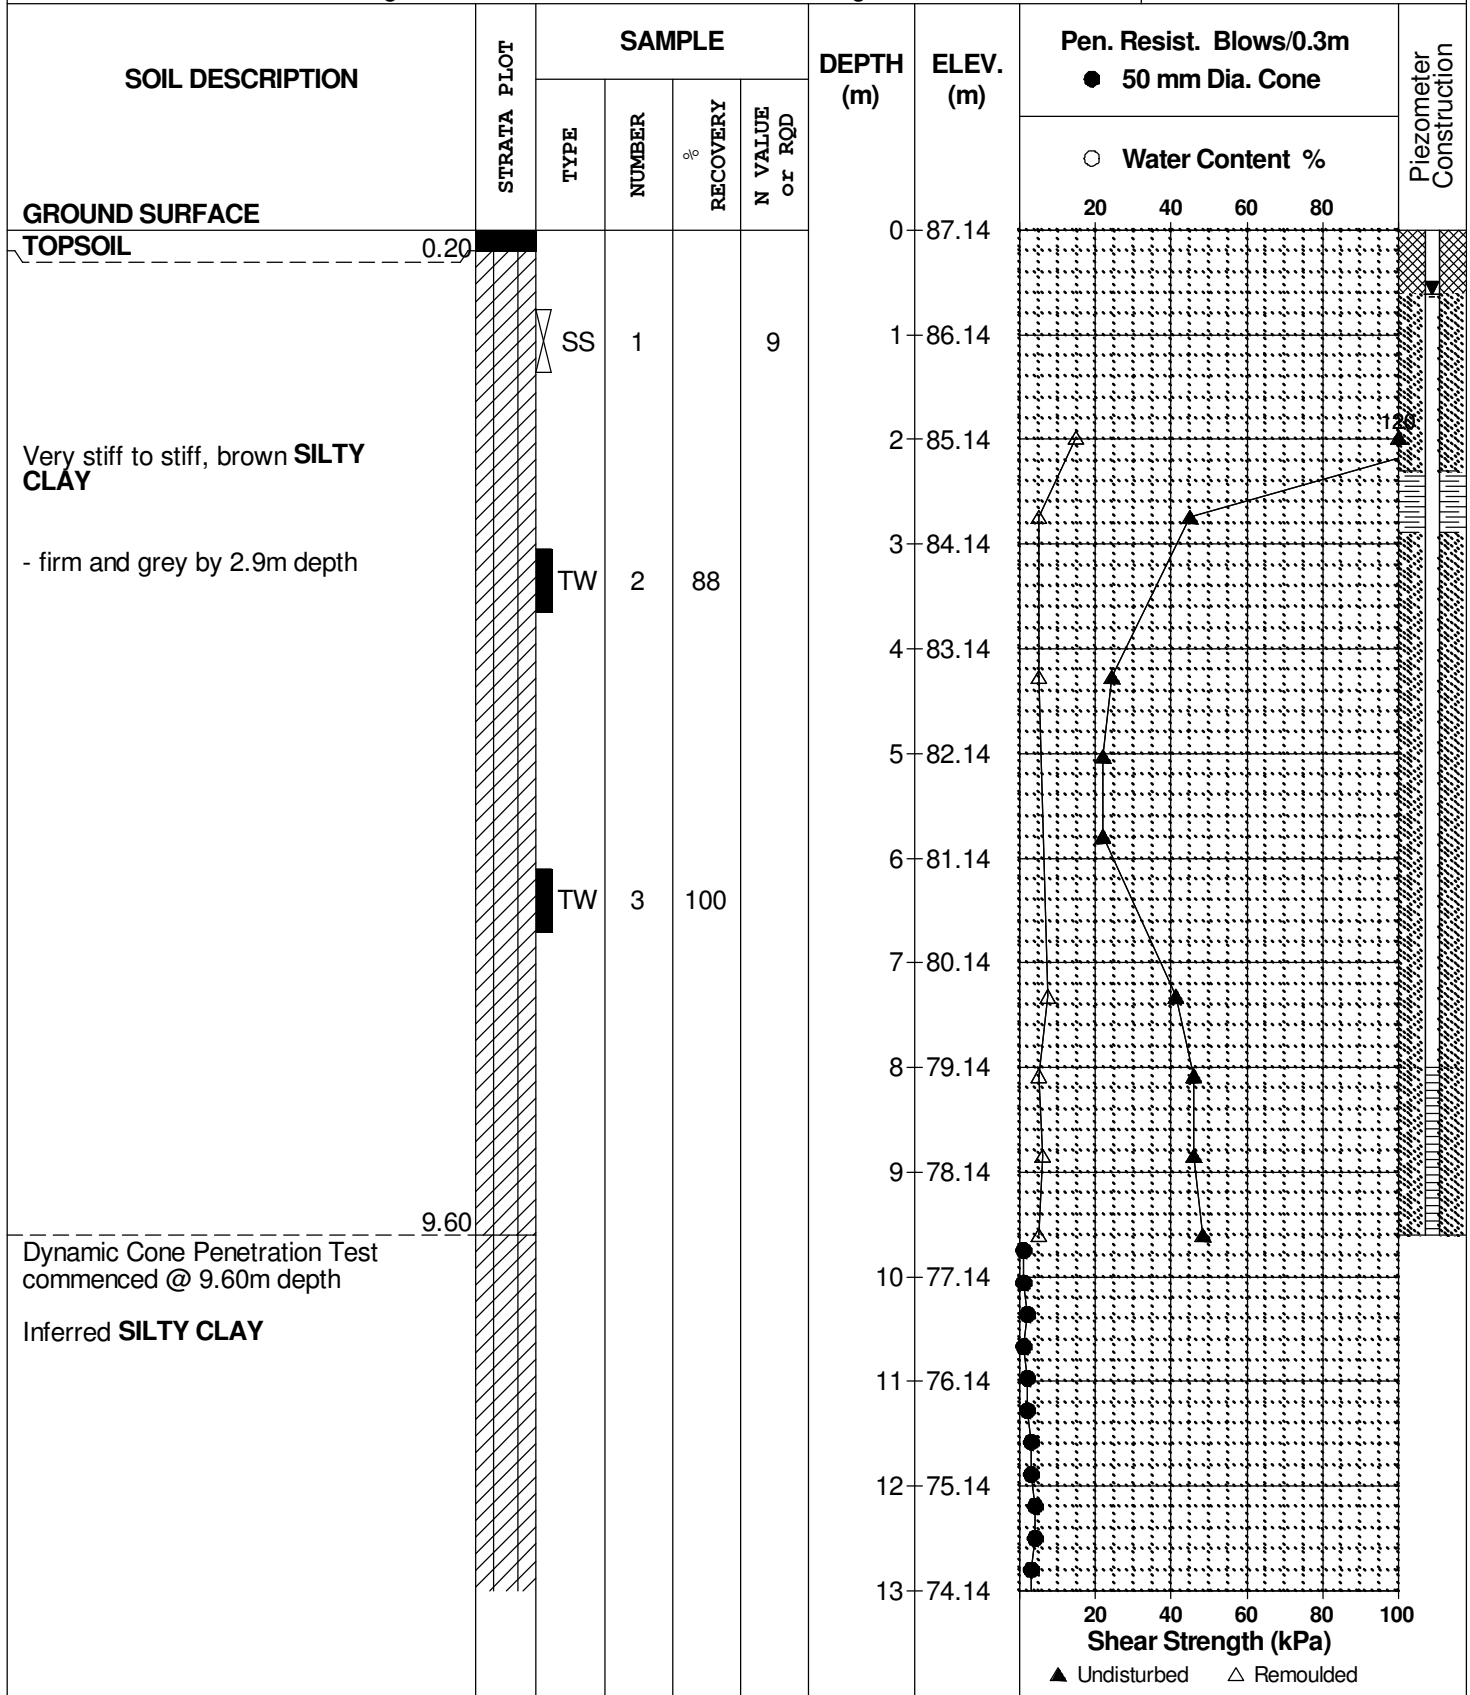 SOIL DESCRIPTION
STRATA PLOT
SAMPLE
TYPE
NUMBER
% RECOVERY
N VALUE
or RQD
DEPTH
(m)
ELEV.
(m)
Pen. Resist. Blows/0.3m
● 50 mm Dia. Cone
○ Water Content %
Piezometer
Construction
20 40 60 80
GROUND SURFACE
TOPSOIL 0.20
0 87.14
SS 1 9
1 86.14
120
2 85.14
Very stiff to stiff, brown SILTY
CLAY
3 84.14
- firm and grey by 2.9m depth
TW 2 88
4 83.14
5 82.14
6 81.14
TW 3 100
7 80.14
8 79.14
9 78.14
9.60
Dynamic Cone Penetration Test
commenced @ 9.60m depth
10 77.14
Inferred SILTY CLAY
11 76.14
12 75.14
13 74.14
20 40 60 80 100
Shear Strength (kPa)
▲ Undisturbed △ Remoulded